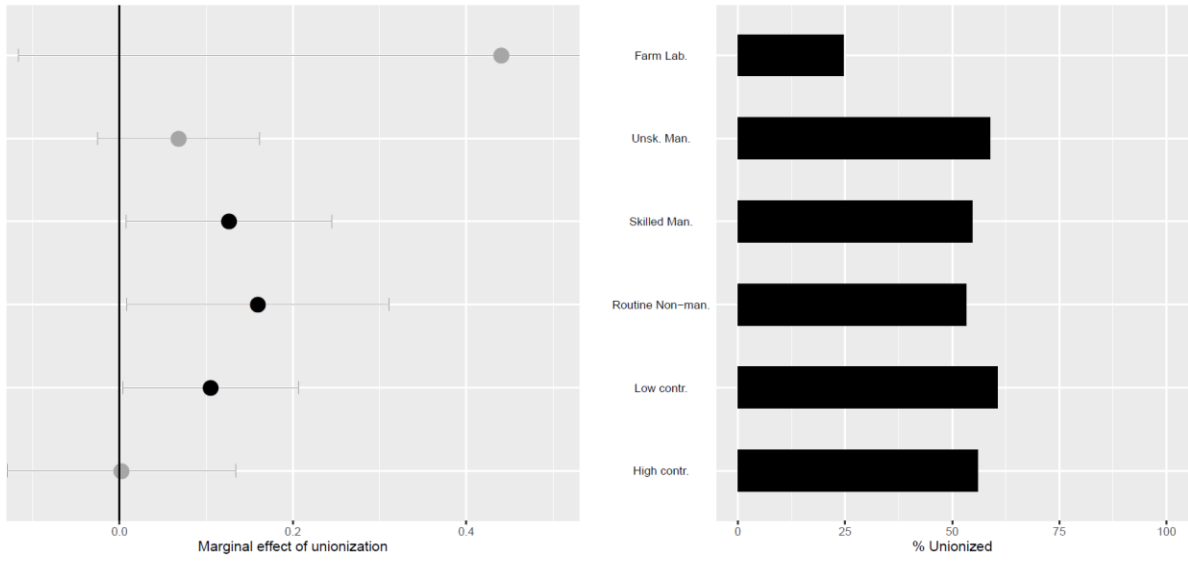 Farm Lab.
Unsk. Man.
Skilled Man.
Routine Non−man.
Low contr.
High contr.
0.0 0.2 0.4
Marginal effect of unionization
0 25 50 75 100
% Unionized